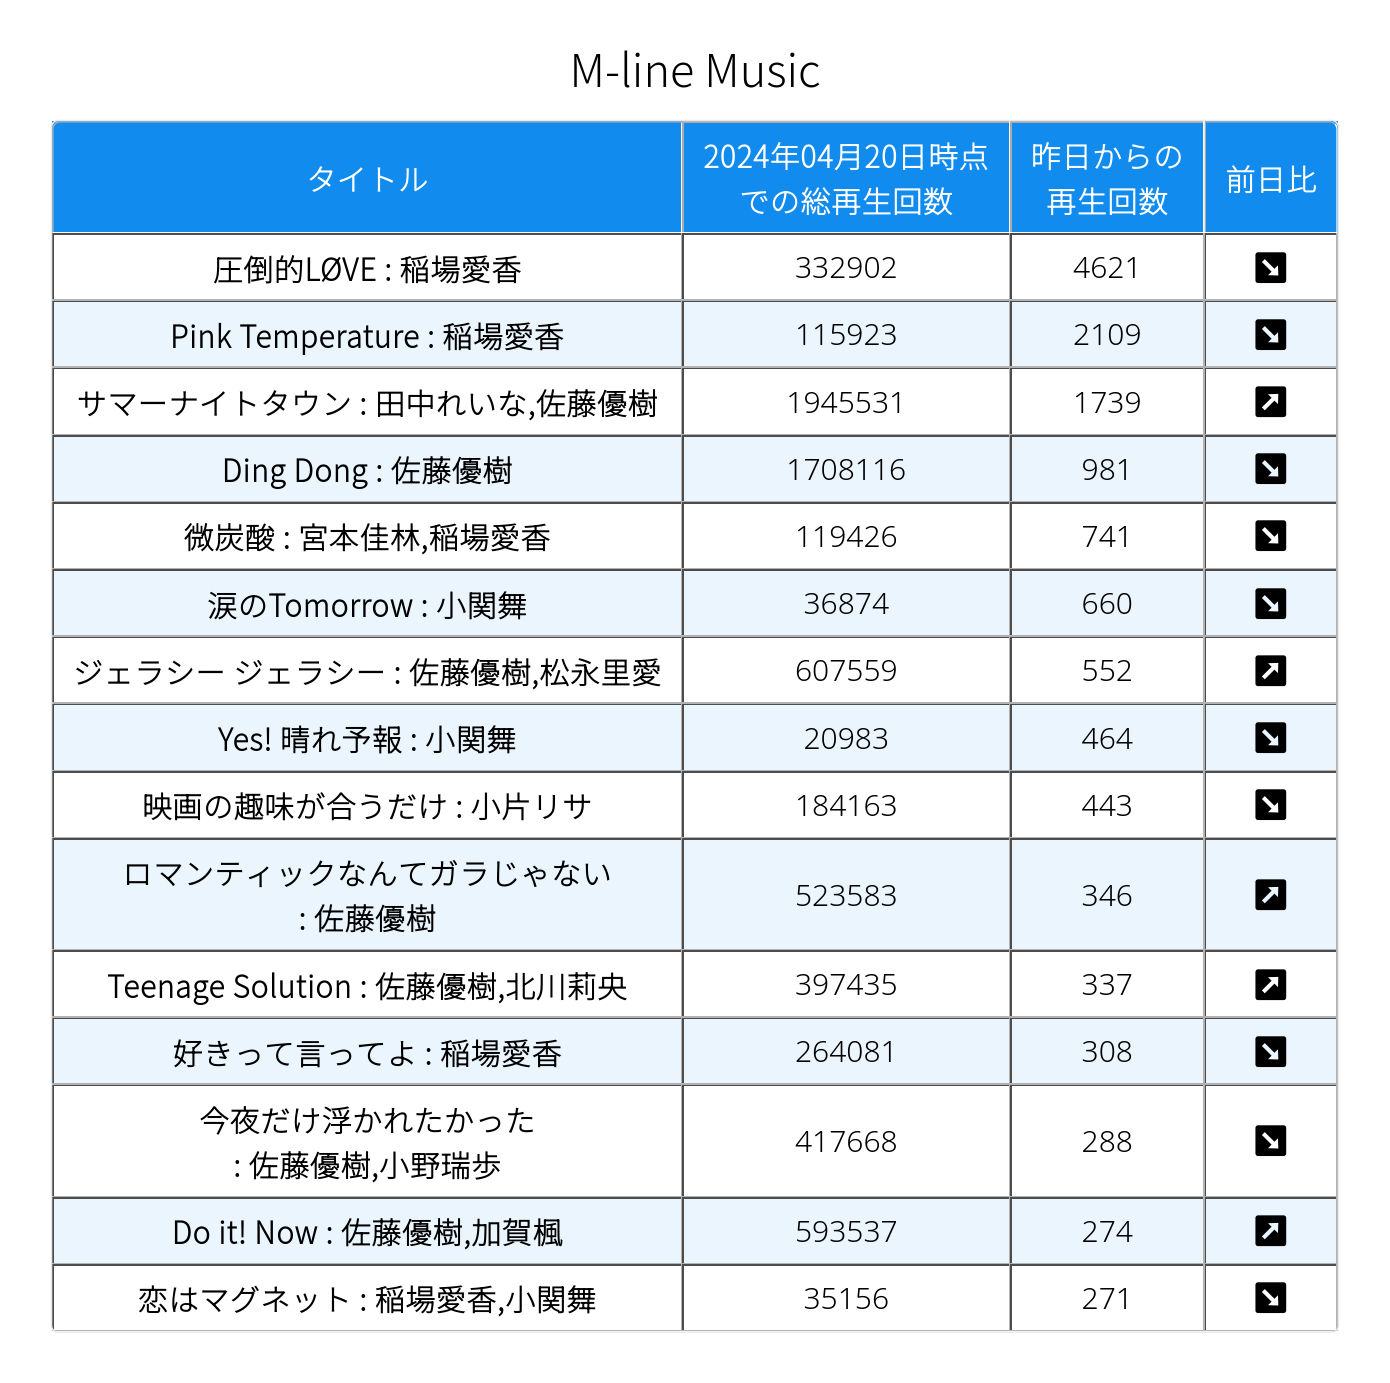 M-line Music
タイトル
2024年04月20日時点
での総再生回数
昨日からの
再生回数
前日比
圧倒的LØVE : 稲場愛香 332902 4621 ↘
Pink Temperature : 稲場愛香 115923 2109 ↘
サマーナイトタウン : 田中れいな,佐藤優樹 1945531 1739 ↗
Ding Dong : 佐藤優樹 1708116 981 ↘
微炭酸 : 宮本佳林,稲場愛香 119426 741 ↘
涙のTomorrow : 小関舞 36874 660 ↘
ジェラシー ジェラシー : 佐藤優樹,松永里愛 607559 552 ↗
Yes! 晴れ予報 : 小関舞 20983 464 ↘
映画の趣味が合うだけ : 小片リサ 184163 443 ↘
ロマンティックなんてガラじゃない
: 佐藤優樹 523583 346 ↗
Teenage Solution : 佐藤優樹,北川莉央 397435 337 ↗
好きって言ってよ : 稲場愛香 264081 308 ↘
今夜だけ浮かれたかった
: 佐藤優樹,小野瑞歩 417668 288 ↘
Do it! Now : 佐藤優樹,加賀楓 593537 274 ↗
恋はマグネット : 稲場愛香,小関舞 35156 271 ↘